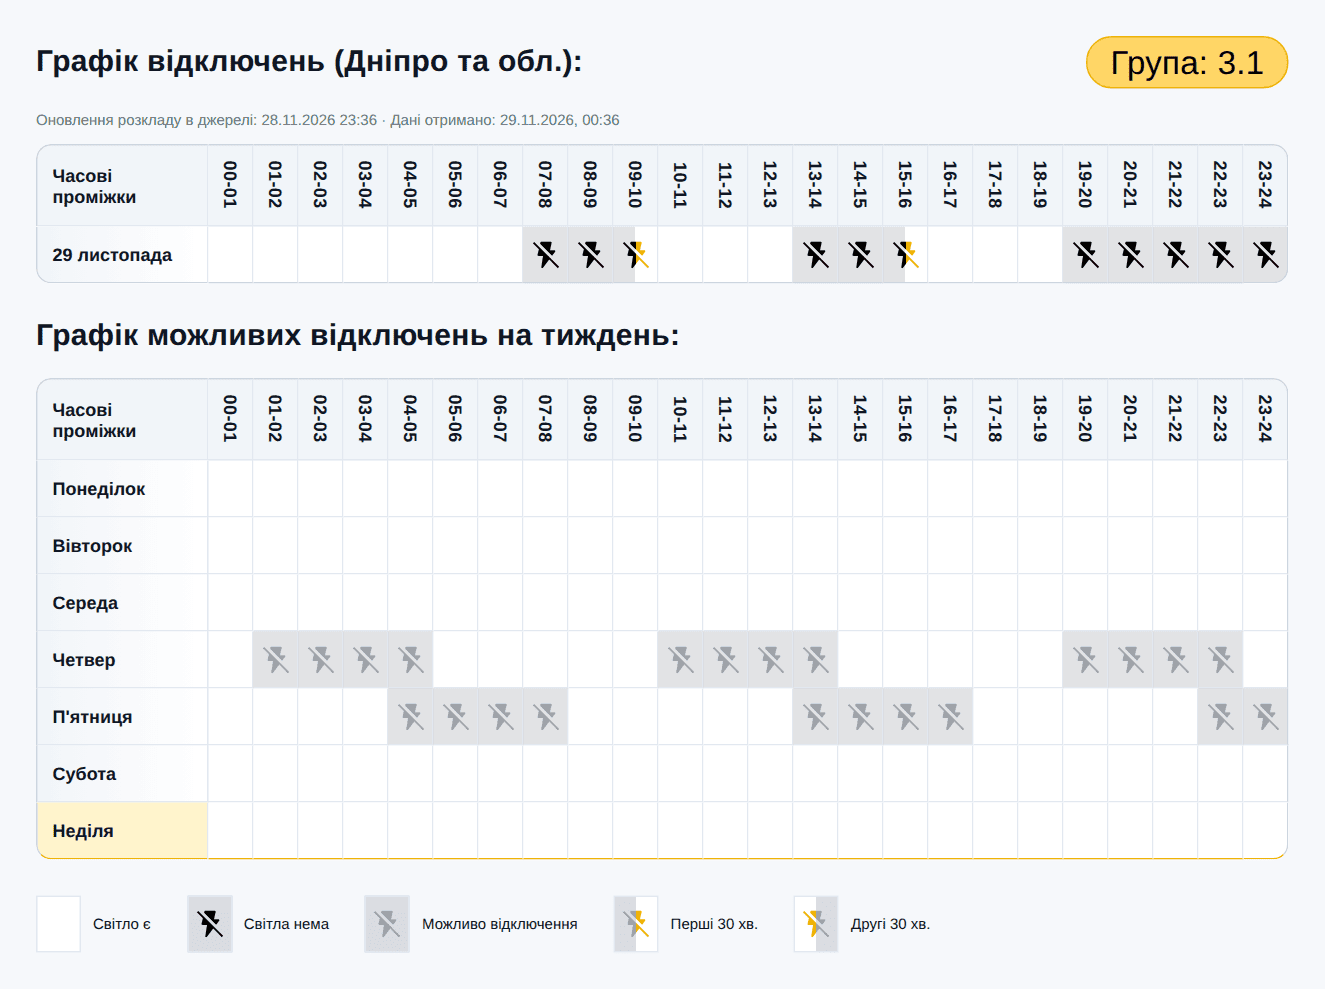 Графік відключень (Дніпро та обл.):
Група: 3.1
Оновлення розкладу в джерелі: 28.11.2026 23:36 · Дані отримано: 29.11.2026, 00:36
Часові
проміжки
00-01 01-02 02-03 03-04 04-05 05-06 06-07 07-08 08-09 09-10 10-11 11-12 12-13 13-14 14-15 15-16 16-17 17-18 18-19 19-20 20-21 21-22 22-23 23-24
29 листопада
Графік можливих відключень на тиждень:
Часові
проміжки
00-01 01-02 02-03 03-04 04-05 05-06 06-07 07-08 08-09 09-10 10-11 11-12 12-13 13-14 14-15 15-16 16-17 17-18 18-19 19-20 20-21 21-22 22-23 23-24
Понеділок
Вівторок
Середа
Четвер
П'ятниця
Субота
Неділя
Світло є
Світла нема
Можливо відключення
Перші 30 хв.
Другі 30 хв.